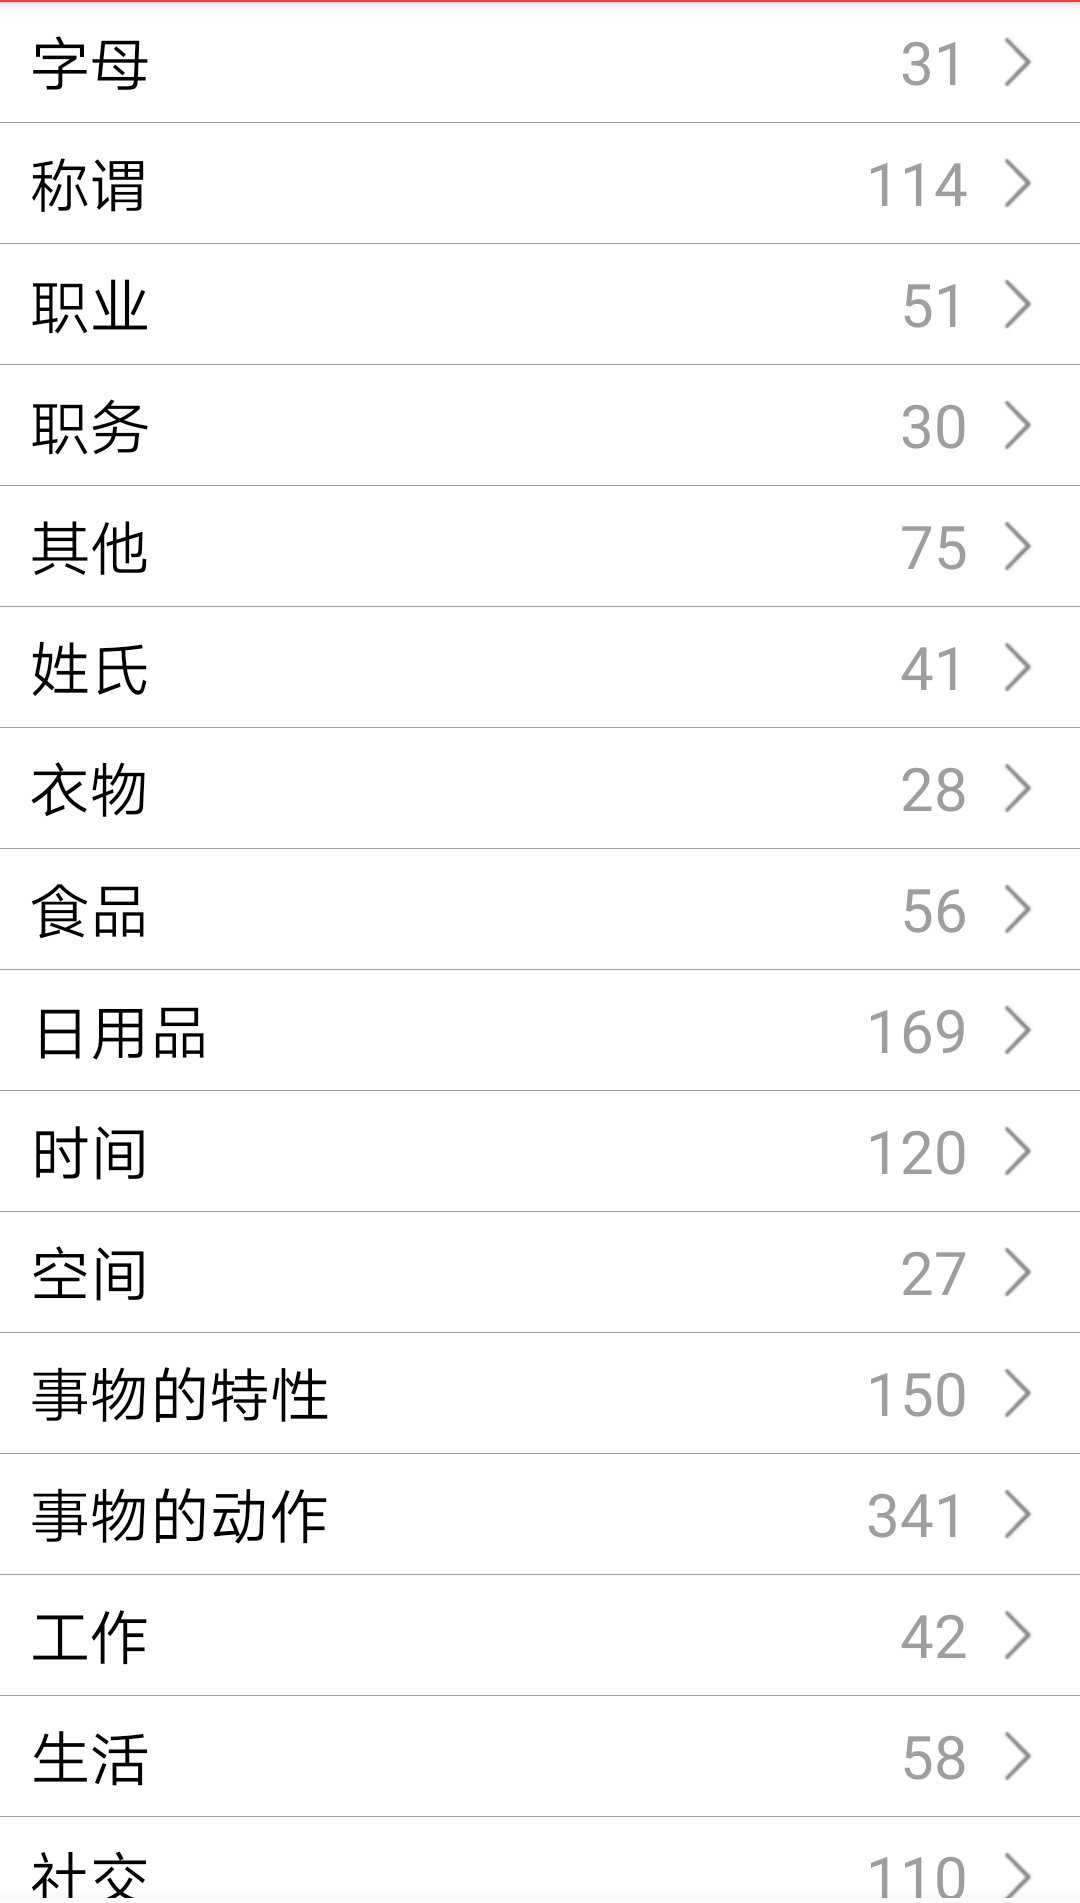 字母 31
称谓 114
职业 51
职务 30
其他 75
姓氏 41
衣物 28
食品 56
日用品 169
时间 120
空间 27
事物的特性 150
事物的动作 341
工作 42
生活 58
社交 110